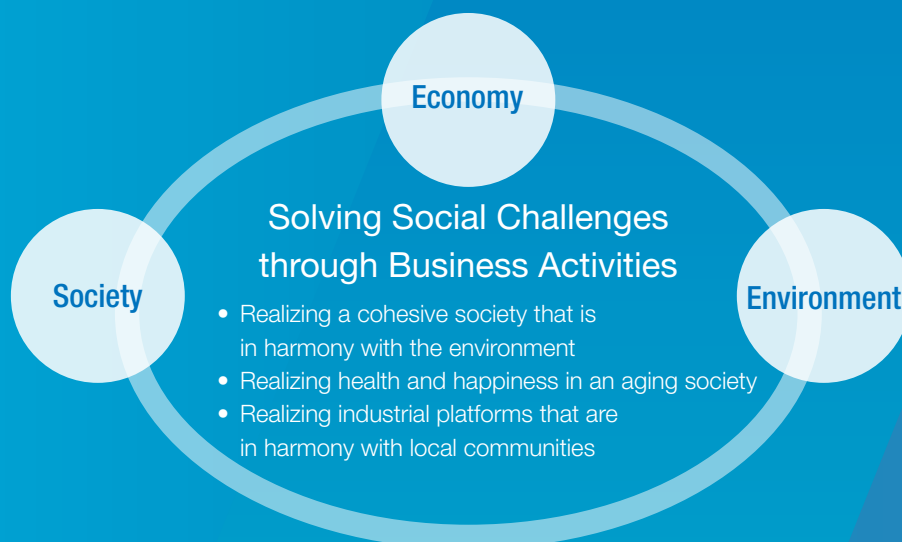 Economy
Solving Social Challenges
through Business Activities
Society
Environment
• Realizing a cohesive society that is
in harmony with the environment
• Realizing health and happiness in an aging society
• Realizing industrial platforms that are
in harmony with local communities